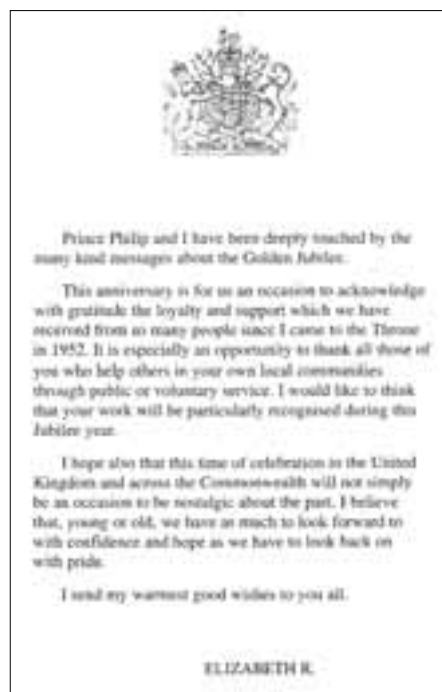 Prince Philip and I have been deeply touched by the
many kind messages about the Golden Jubilee.
This anniversary is for us an occasion to acknowledge
with gratitude the loyalty and support which we have
received from so many people since I came to the Throne
in 1952. It is especially an opportunity to thank all those of
you who help others in your own local communities
through public or voluntary service. I would like to think
that your work will be particularly recognised during this
Jubilee year.
I hope also that this time of celebration in the United
Kingdom and across the Commonwealth will not simply
be an occasion to be nostalgic about the past. I believe
that, young or old, we have as much to look forward to
with confidence and hope as we have to look back on
with pride.
I send my warmest good wishes to you all.
ELIZABETH R.